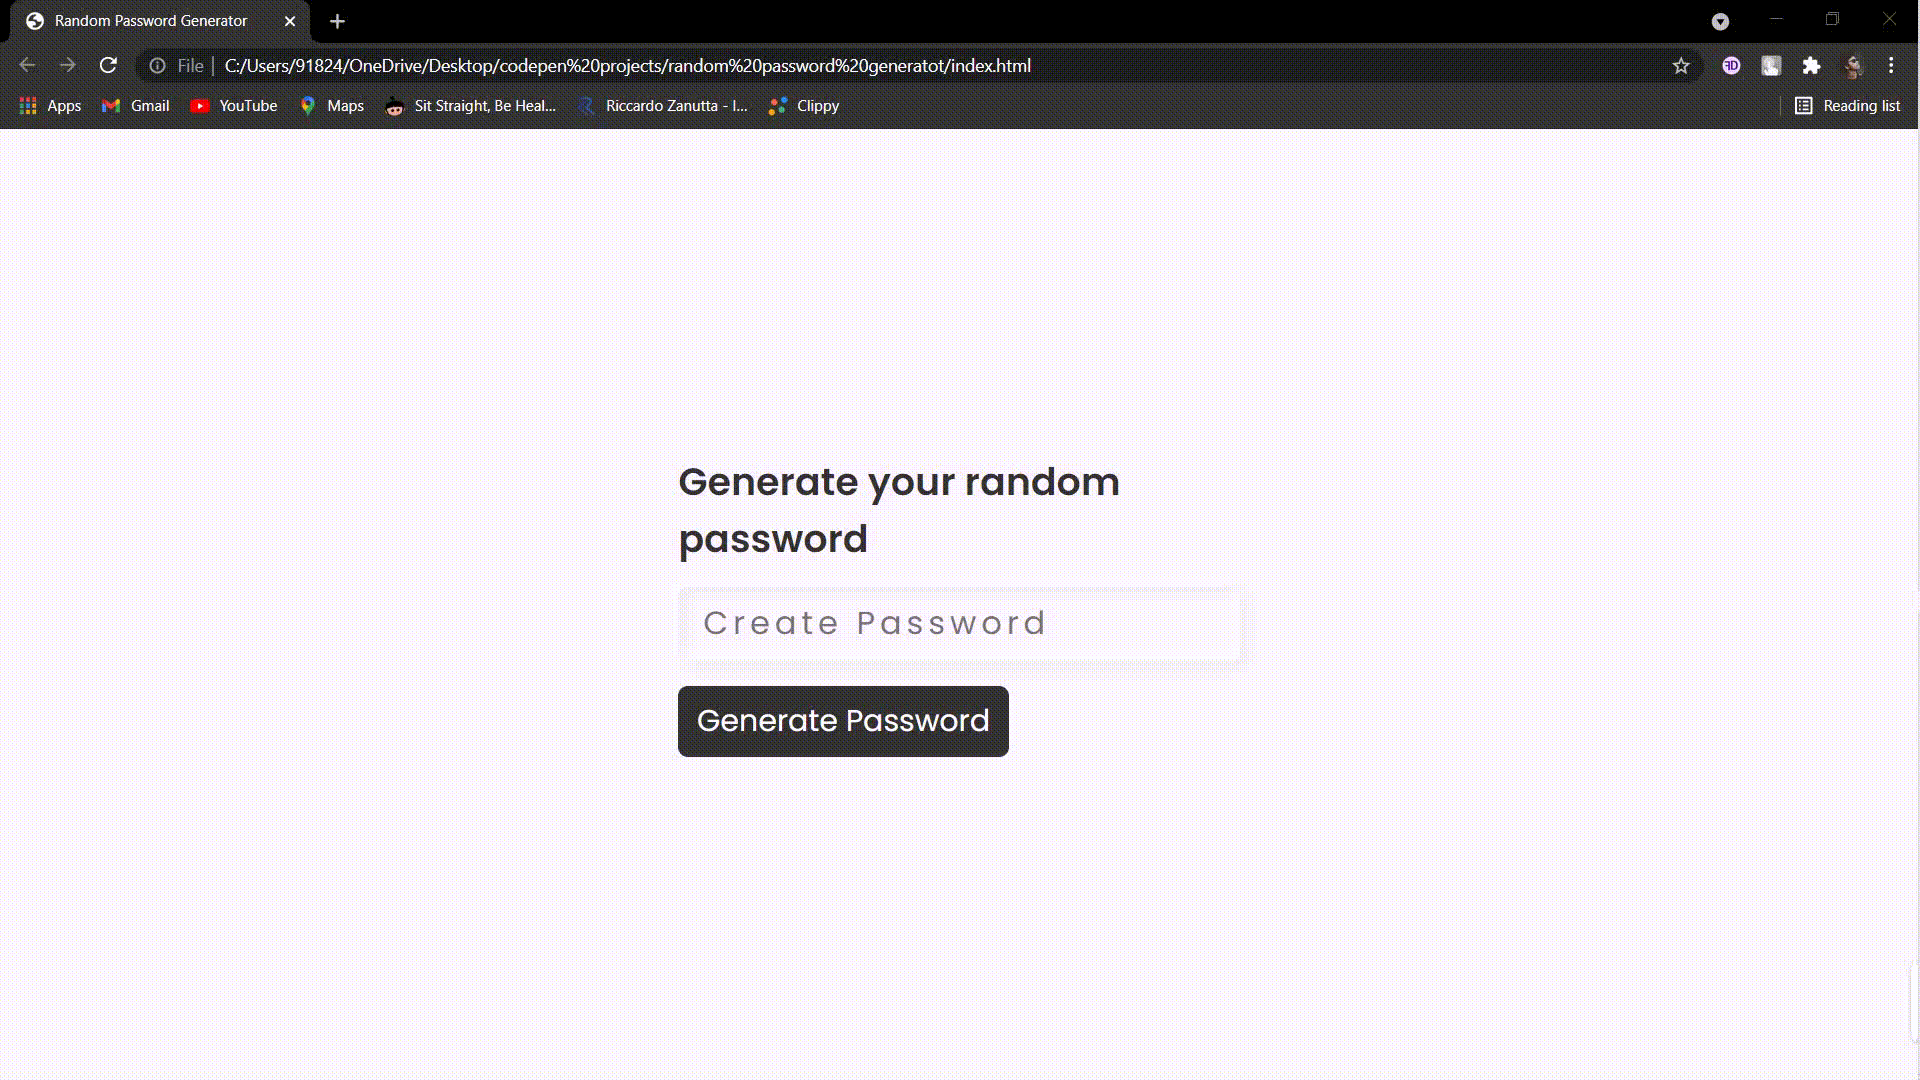 Random Password Generator
File | C:/Users/91824/OneDrive/Desktop/codepen%20projects/random%20password%20generatot/index.html
Apps Gmail YouTube Maps Sit Straight, Be Heal... Riccardo Zanutta - I... Clippy Reading list
Generate your random
password
Create Password
Generate Password